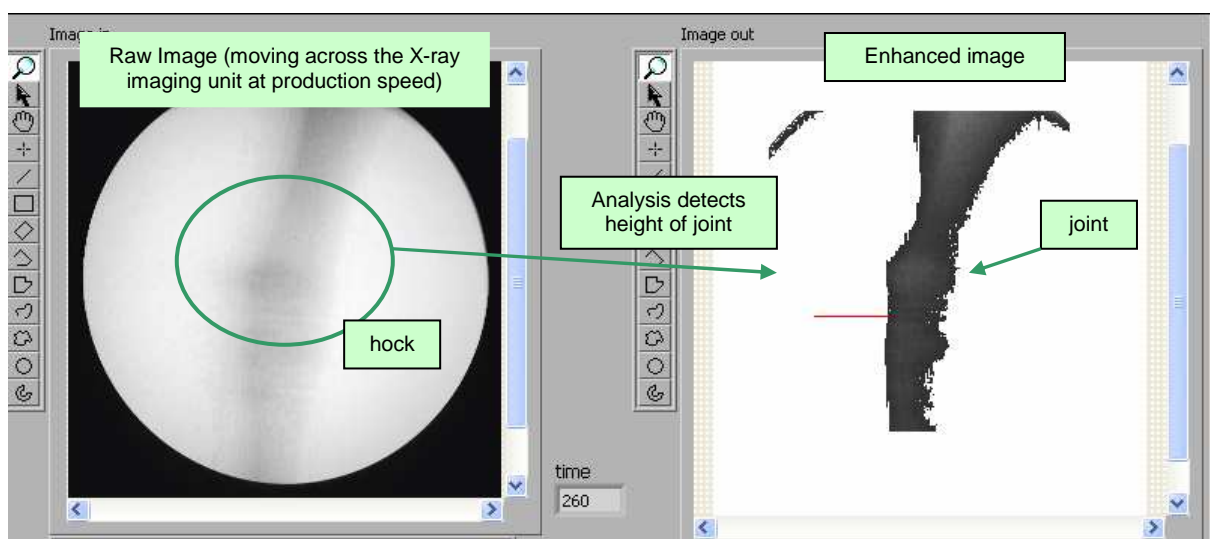 Image in
Raw Image (moving across the X-ray
imaging unit at production speed)
hock
Image out
Enhanced image
Analysis detects
height of joint
joint
time
260